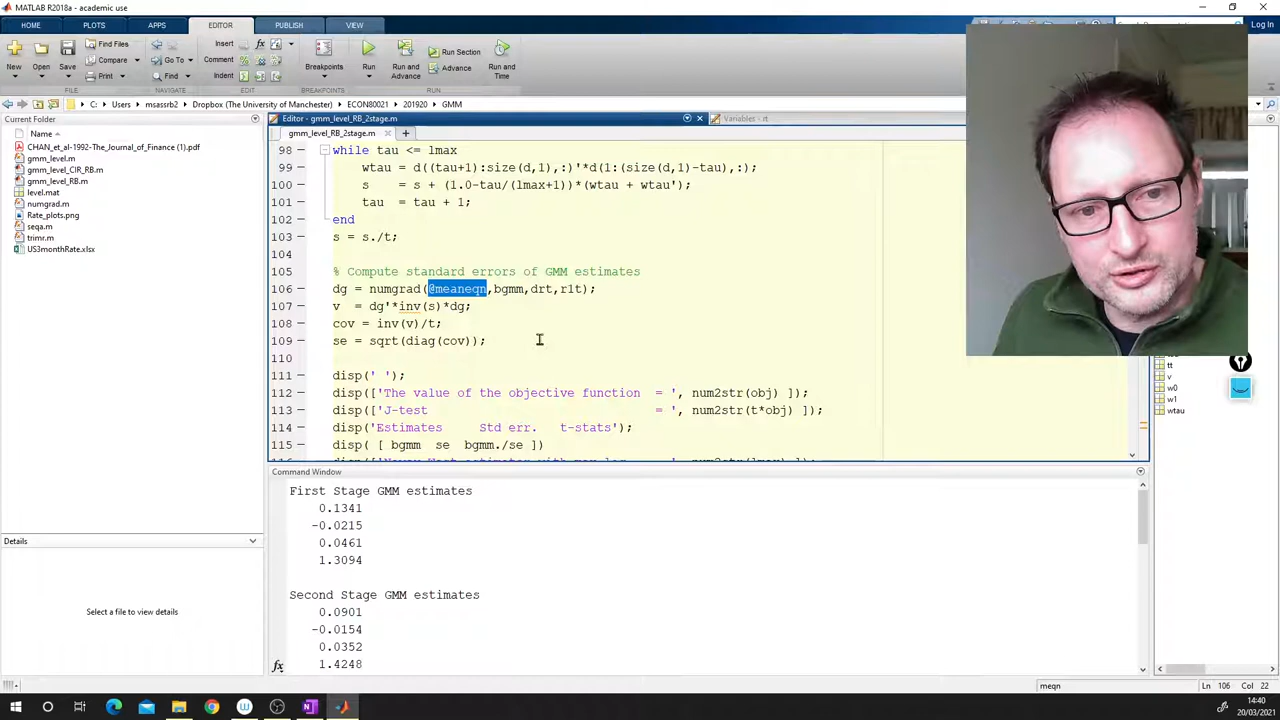 MATLAB R2018a - academic use
HOME PLOTS APPS EDITOR PUBLISH VIEW
Log In
New Open Save Find Files Compare Print
Go To Find
Insert fx
Comment
Indent
Breakpoints
Run Run and Advance Run Section Advance Run and Time
FILE NAVIGATE EDIT BREAKPOINTS RUN
C: Users msassrb2 Dropbox (The University of Manchester) ECON80021 201920 GMM
Current Folder
Name
CHAN_et_al-1992-The_Journal_of_Finance (1).pdf
gmm_level.m
gmm_level_CIR_RB.m
gmm_level_RB.m
level.mat
numgrad.m
Rate_plots.png
seqa.m
trimr.m
US3monthRate.xlsx
Details
Select a file to view details
Editor - gmm_level_RB_2stage.m
Variables - rt
gmm_level_RB_2stage.m
98 while tau <= lmax
99 wtau = d((tau+1):size(d,1),:)'*d(1:(size(d,1)-tau),:);
100 s = s + (1.0-tau/(lmax+1))*(wtau + wtau');
101 tau = tau + 1;
102 end
103 s = s./t;
104
105 % Compute standard errors of GMM estimates
106 dg = numgrad(@meaneqn,bgmm,drt,r1t);
107 v = dg'*inv(s)*dg;
108 cov = inv(v)/t;
109 se = sqrt(diag(cov));
110
111 disp(' ');
112 disp(['The value of the objective function = ', num2str(obj) ]);
113 disp(['J-test = ', num2str(t*obj) ]);
114 disp('Estimates Std err. t-stats');
115 disp( [ bgmm se bgmm./se ])
Command Window
First Stage GMM estimates
0.1341
-0.0215
0.0461
1.3094
Second Stage GMM estimates
0.0901
-0.0154
0.0352
1.4248
fx
tt
v
w0
w1
wtau
meqn
Ln 106 Col 22
14:40
20/03/2021